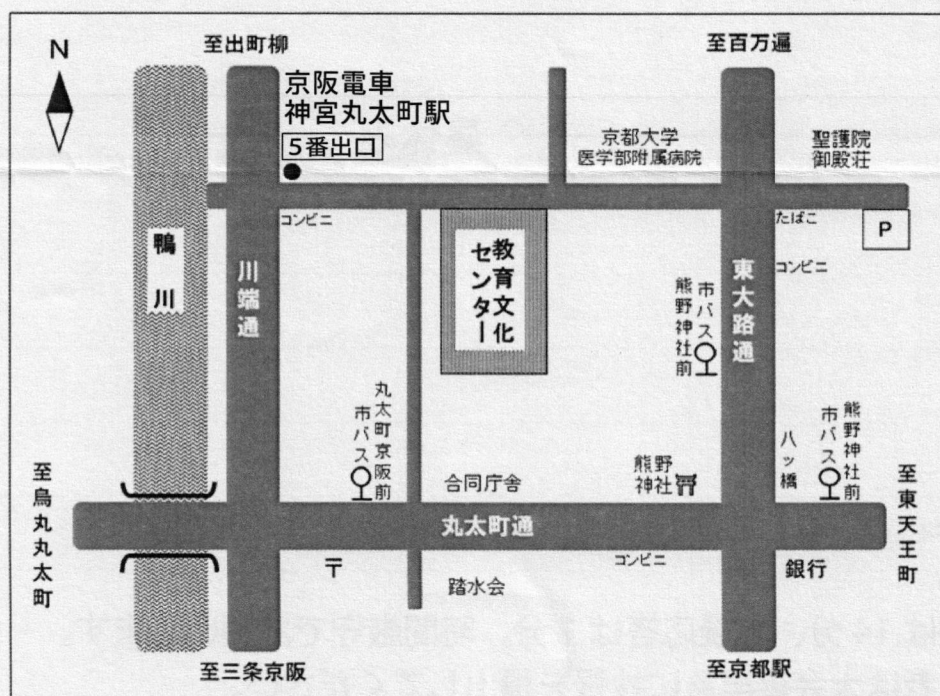 N
至出町柳
至百万遍
京阪電車
神宮丸太町駅
5番出口
京都大学
医学部附属病院
聖護院
御殿荘
コンビニ
たばこ
P
鴨川
川端通
教育文化
センター
東大路通
コンビニ
市バス
熊野神社前
丸太町京阪前
市バス
合同庁舎
熊野
神社
八ッ橋
熊野神社前
市バス
至烏丸丸太町
至東天王町
丸太町通
〒
コンビニ
銀行
踏水会
至三条京阪
至京都駅